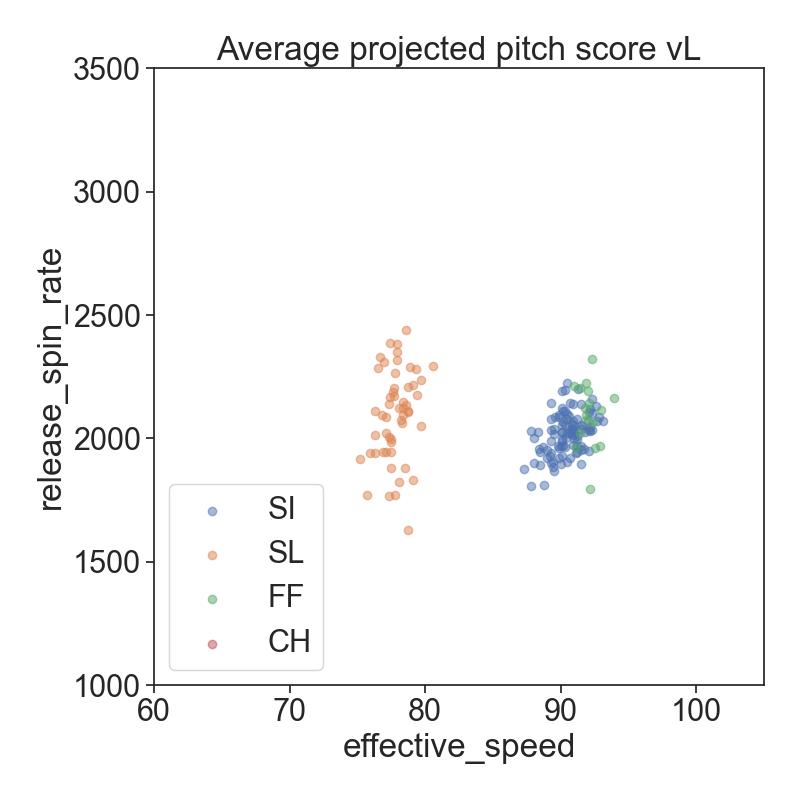 Average projected pitch score vL
3500
3000
2500
2000
1500
1000
release_spin_rate
SI
SL
FF
CH
60 70 80 90 100
effective_speed